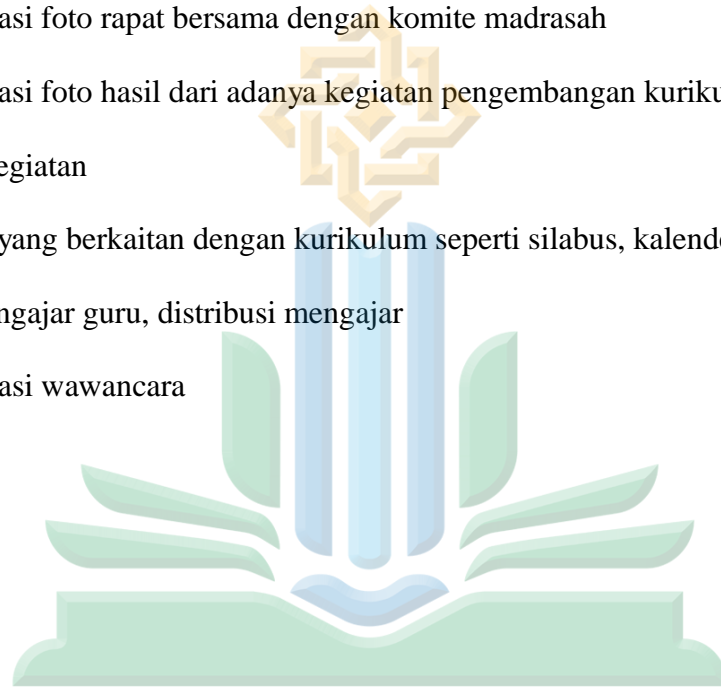 asi foto rapat bersama dengan komite madrasah
asi foto hasil dari adanya kegiatan pengembangan kuriku
egiatan
yang berkaitan dengan kurikulum seperti silabus, kalend
ngajar guru, distribusi mengajar
asi wawancara